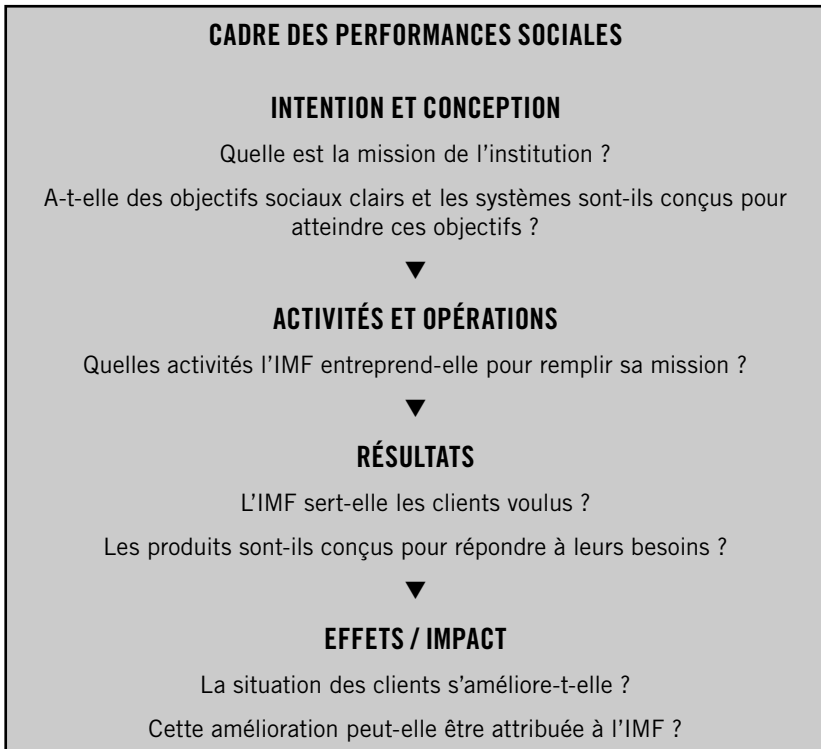 CADRE DES PERFORMANCES SOCIALES
INTENTION ET CONCEPTION
Quelle est la mission de l’institution ?
A-t-elle des objectifs sociaux clairs et les systèmes sont-ils conçus pour
atteindre ces objectifs ?
▼
ACTIVITÉS ET OPÉRATIONS
Quelles activités l’IMF entreprend-elle pour remplir sa mission ?
▼
RÉSULTATS
L’IMF sert-elle les clients voulus ?
Les produits sont-ils conçus pour répondre à leurs besoins ?
▼
EFFETS / IMPACT
La situation des clients s’améliore-t-elle ?
Cette amélioration peut-elle être attribuée à l’IMF ?